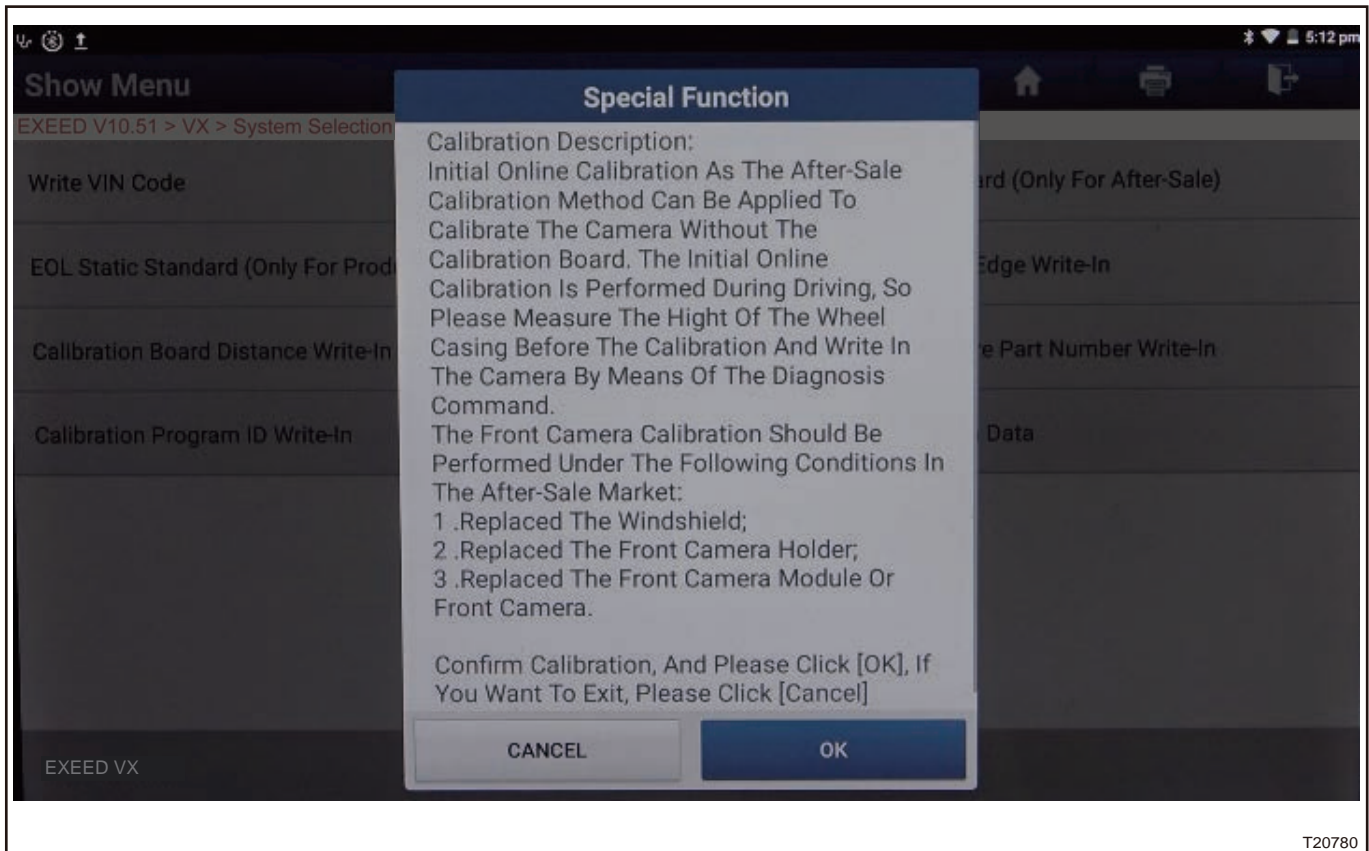 5:12 pm
Show Menu
EXEED V10.51 > VX > System Selection
Write VIN Code
EOL Static Standard (Only For Prod
Calibration Board Distance Write-In
Calibration Program ID Write-In
EXEED VX
Special Function
Calibration Description:
Initial Online Calibration As The After-Sale
Calibration Method Can Be Applied To
Calibrate The Camera Without The
Calibration Board. The Initial Online
Calibration Is Performed During Driving, So
Please Measure The Hight Of The Wheel
Casing Before The Calibration And Write In
The Camera By Means Of The Diagnosis
Command.
The Front Camera Calibration Should Be
Performed Under The Following Conditions In
The After-Sale Market:
1 .Replaced The Windshield;
2 .Replaced The Front Camera Holder;
3 .Replaced The Front Camera Module Or
Front Camera.
Confirm Calibration, And Please Click [OK], If
You Want To Exit, Please Click [Cancel]
CANCEL
OK
(Only For After-Sale)
Write-In
Part Number Write-In
Data
T20780